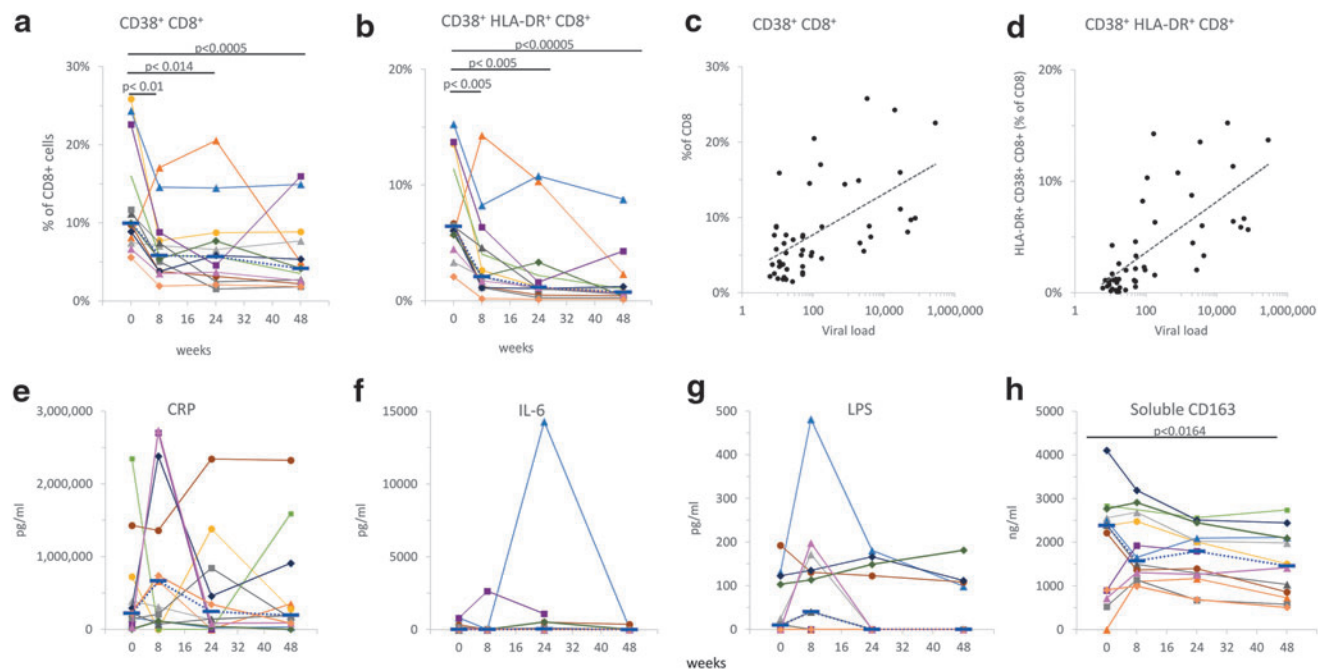 a
CD38⁺ CD8⁺
p<0.0005
p< 0.014
p< 0.01
30%
20%
10%
0%
% of CD8+ cells
0 8 16 24 32 40 48
weeks
b
CD38⁺ HLA-DR⁺ CD8⁺
p<0.00005
p< 0.005
p< 0.005
20%
10%
0%
0 8 16 24 32 40 48
weeks
c
CD38⁺ CD8⁺
30%
20%
10%
0%
%of CD8
1 100 10,000 1,000,000
Viral load
d
CD38⁺ HLA-DR⁺ CD8⁺
20%
10%
0%
HLA-DR+ CD38+ CD8+ (% of CD8)
1 100 10,000 1,000,000
Viral load
e
CRP
3,000,000
2,000,000
1,000,000
0
pg/ml
0 8 16 24 32 40 48
f
IL-6
15000
10000
5000
0
pg/ml
0 8 16 24 32 40 48
g
LPS
500
400
300
200
100
0
pg/ml
0 8 16 24 32 40 48
h
Soluble CD163
p<0.0164
5000
4000
3000
2000
1000
0
ng/ml
0 8 16 24 32 40 48
weeks